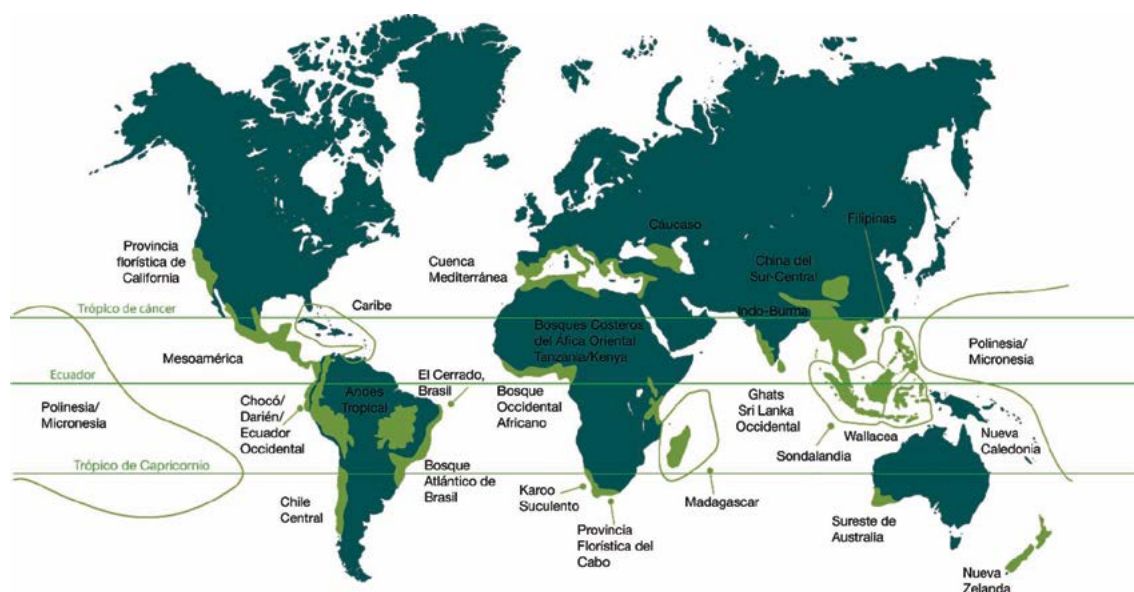 Provincia
florística de
California
Trópico de cáncer
Caribe
Mesoamérica
Ecuador
Polinesia/
Micronesia
Chocó/
Darién/
Ecuador
Occidental
Andes
Tropical
El Cerrado,
Brasil
Trópico de Capricornio
Chile
Central
Bosque
Atlántico de
Brasil
Cuenca
Mediterránea
Cáucaso
Bosques Costeros
del Áfica Oriental
Tanzania/Kenya
Bosque
Occidental
Africano
Karoo
Suculento
Provincia
Florística del
Cabo
Madagascar
Filipinas
China del
Sur-Central
Indo-Burma
Ghats
Sri Lanka
Occidental
Wallacea
Sondalandia
Polinesia/
Micronesia
Nueva
Caledonia
Sureste de
Australia
Nueva
Zelanda